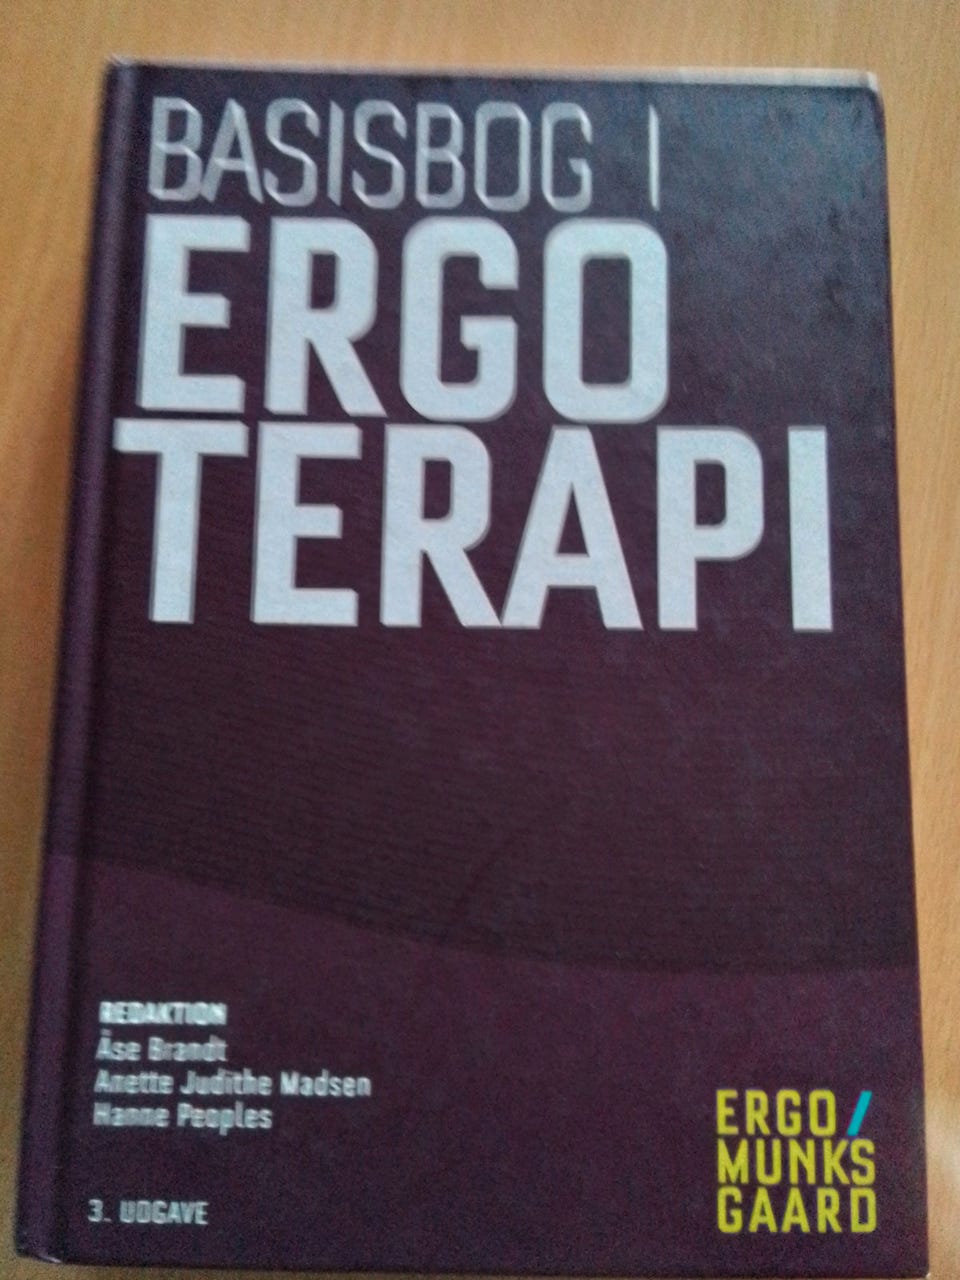 BASISBOG I
ERGO
TERAPI
REDAKTION
Åse Brandt
Anette Judithe Madsen
Hanne Peoples
3. UDGAVE
ERGO/
MUNKS
GAARD